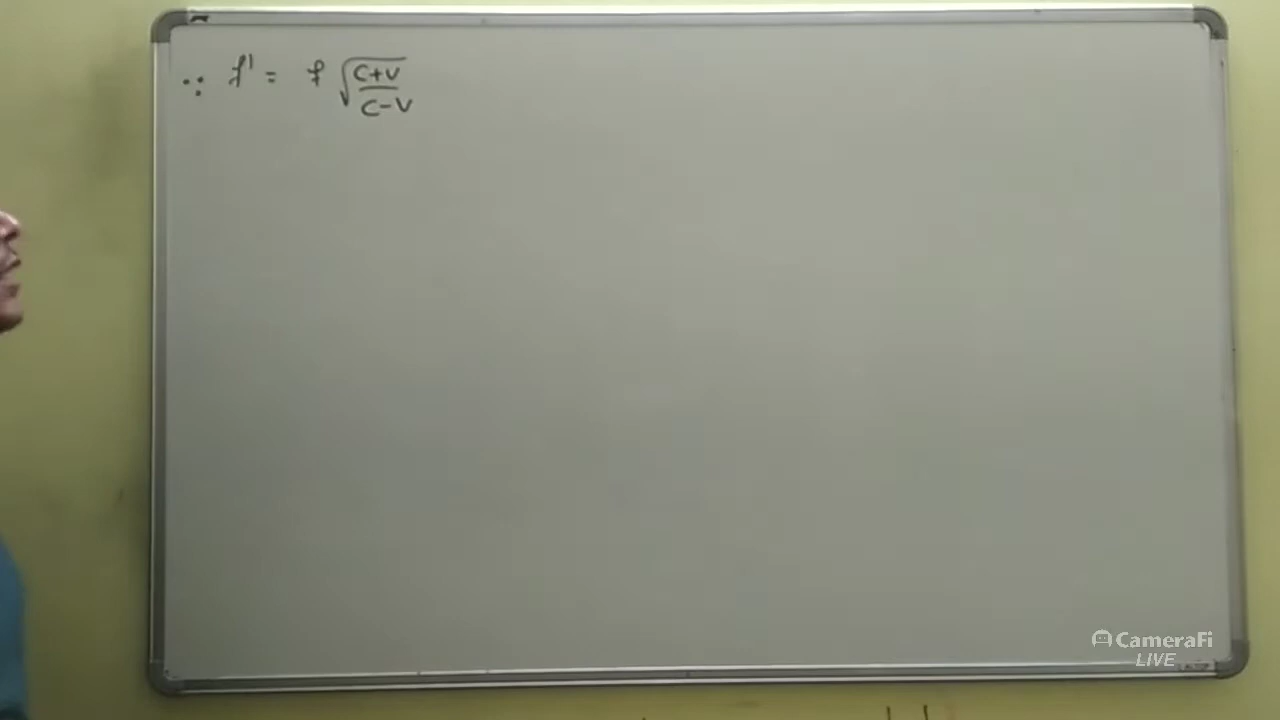 ∵ f' = f √(C+V / C-V)
CameraFi
LIVE